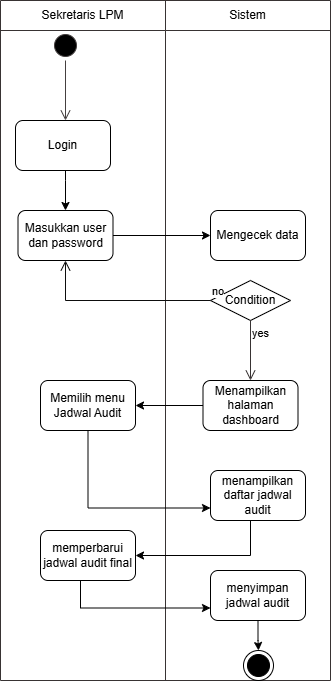 Sekretaris LPM
Sistem
Login
Masukkan user
dan password
Mengecek data
no
Condition
yes
Memilih menu
Jadwal Audit
Menampilkan
halaman
dashboard
menampilkan
daftar jadwal
audit
memperbarui
jadwal audit final
menyimpan
jadwal audit